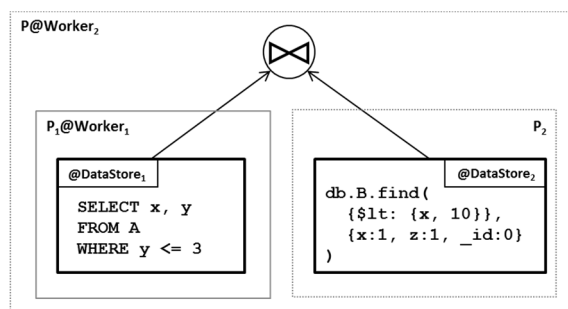 P@Worker₂
P₁@Worker₁
P₂
@DataStore₁
SELECT x, y
FROM A
WHERE y <= 3
@DataStore₂
db.B.find(
{$lt: {x, 10}},
{x:1, z:1, _id:0}
)